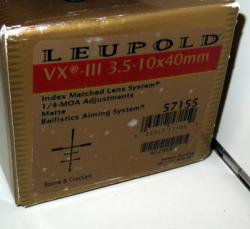 LEUPOLD
VX®-III 3.5-10x40mm
Index Matched Lens System®
1/4-MOA Adjustments
Matte
Ballistics Aiming System®
57155
Boone & Crockett